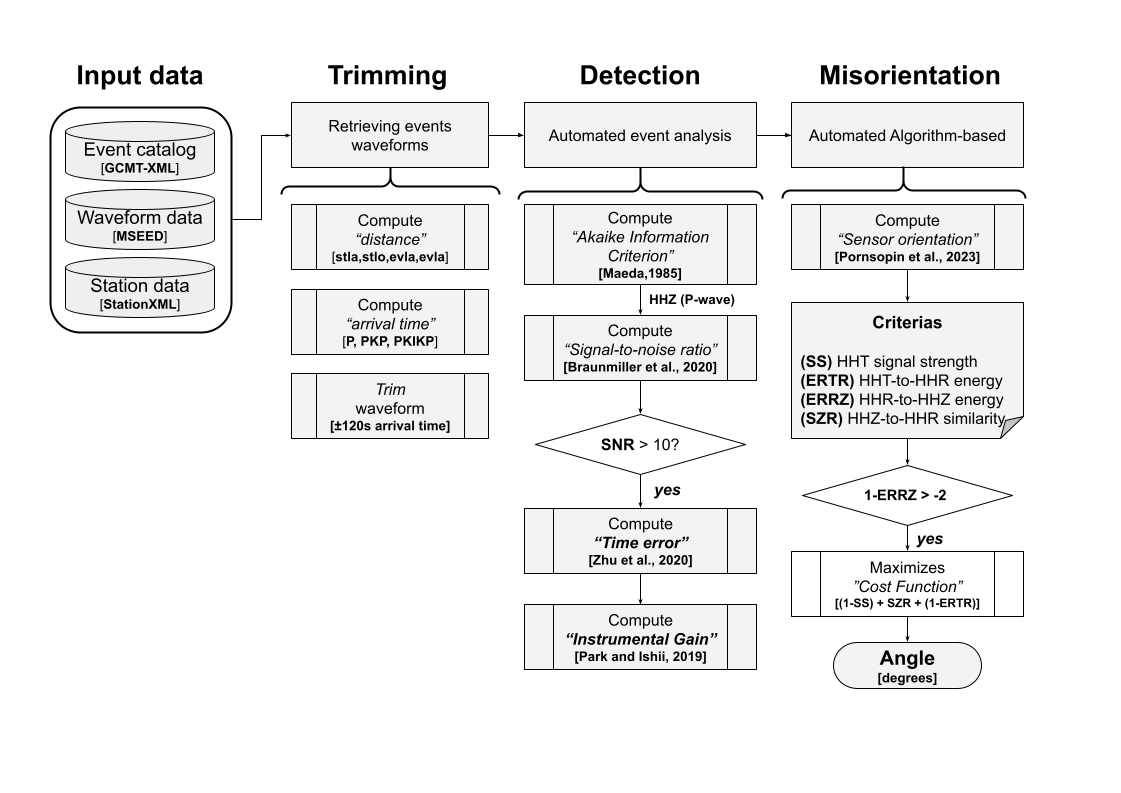 Input data
Event catalog
[GCMT-XML]
Waveform data
[MSEED]
Station data
[StationXML]
Trimming
Retrieving events
waveforms
Compute
“distance”
[stla,stlo,evla,evla]
Compute
“arrival time”
[P, PKP, PKIKP]
Trim
waveform
[±120s arrival time]
Detection
Automated event analysis
Compute
“Akaike Information
Criterion”
[Maeda,1985]
HHZ (P-wave)
Compute
“Signal-to-noise ratio”
[Braunmiller et al., 2020]
SNR > 10?
yes
Compute
“Time error”
[Zhu et al., 2020]
Compute
“Instrumental Gain”
[Park and Ishii, 2019]
Misorientation
Automated Algorithm-based
Compute
“Sensor orientation”
[Pornsopin et al., 2023]
Criterias
(SS) HHT signal strength
(ERTR) HHT-to-HHR energy
(ERRZ) HHR-to-HHZ energy
(SZR) HHZ-to-HHR similarity
1-ERRZ > -2
yes
Maximizes
”Cost Function”
[(1-SS) + SZR + (1-ERTR)]
Angle
[degrees]